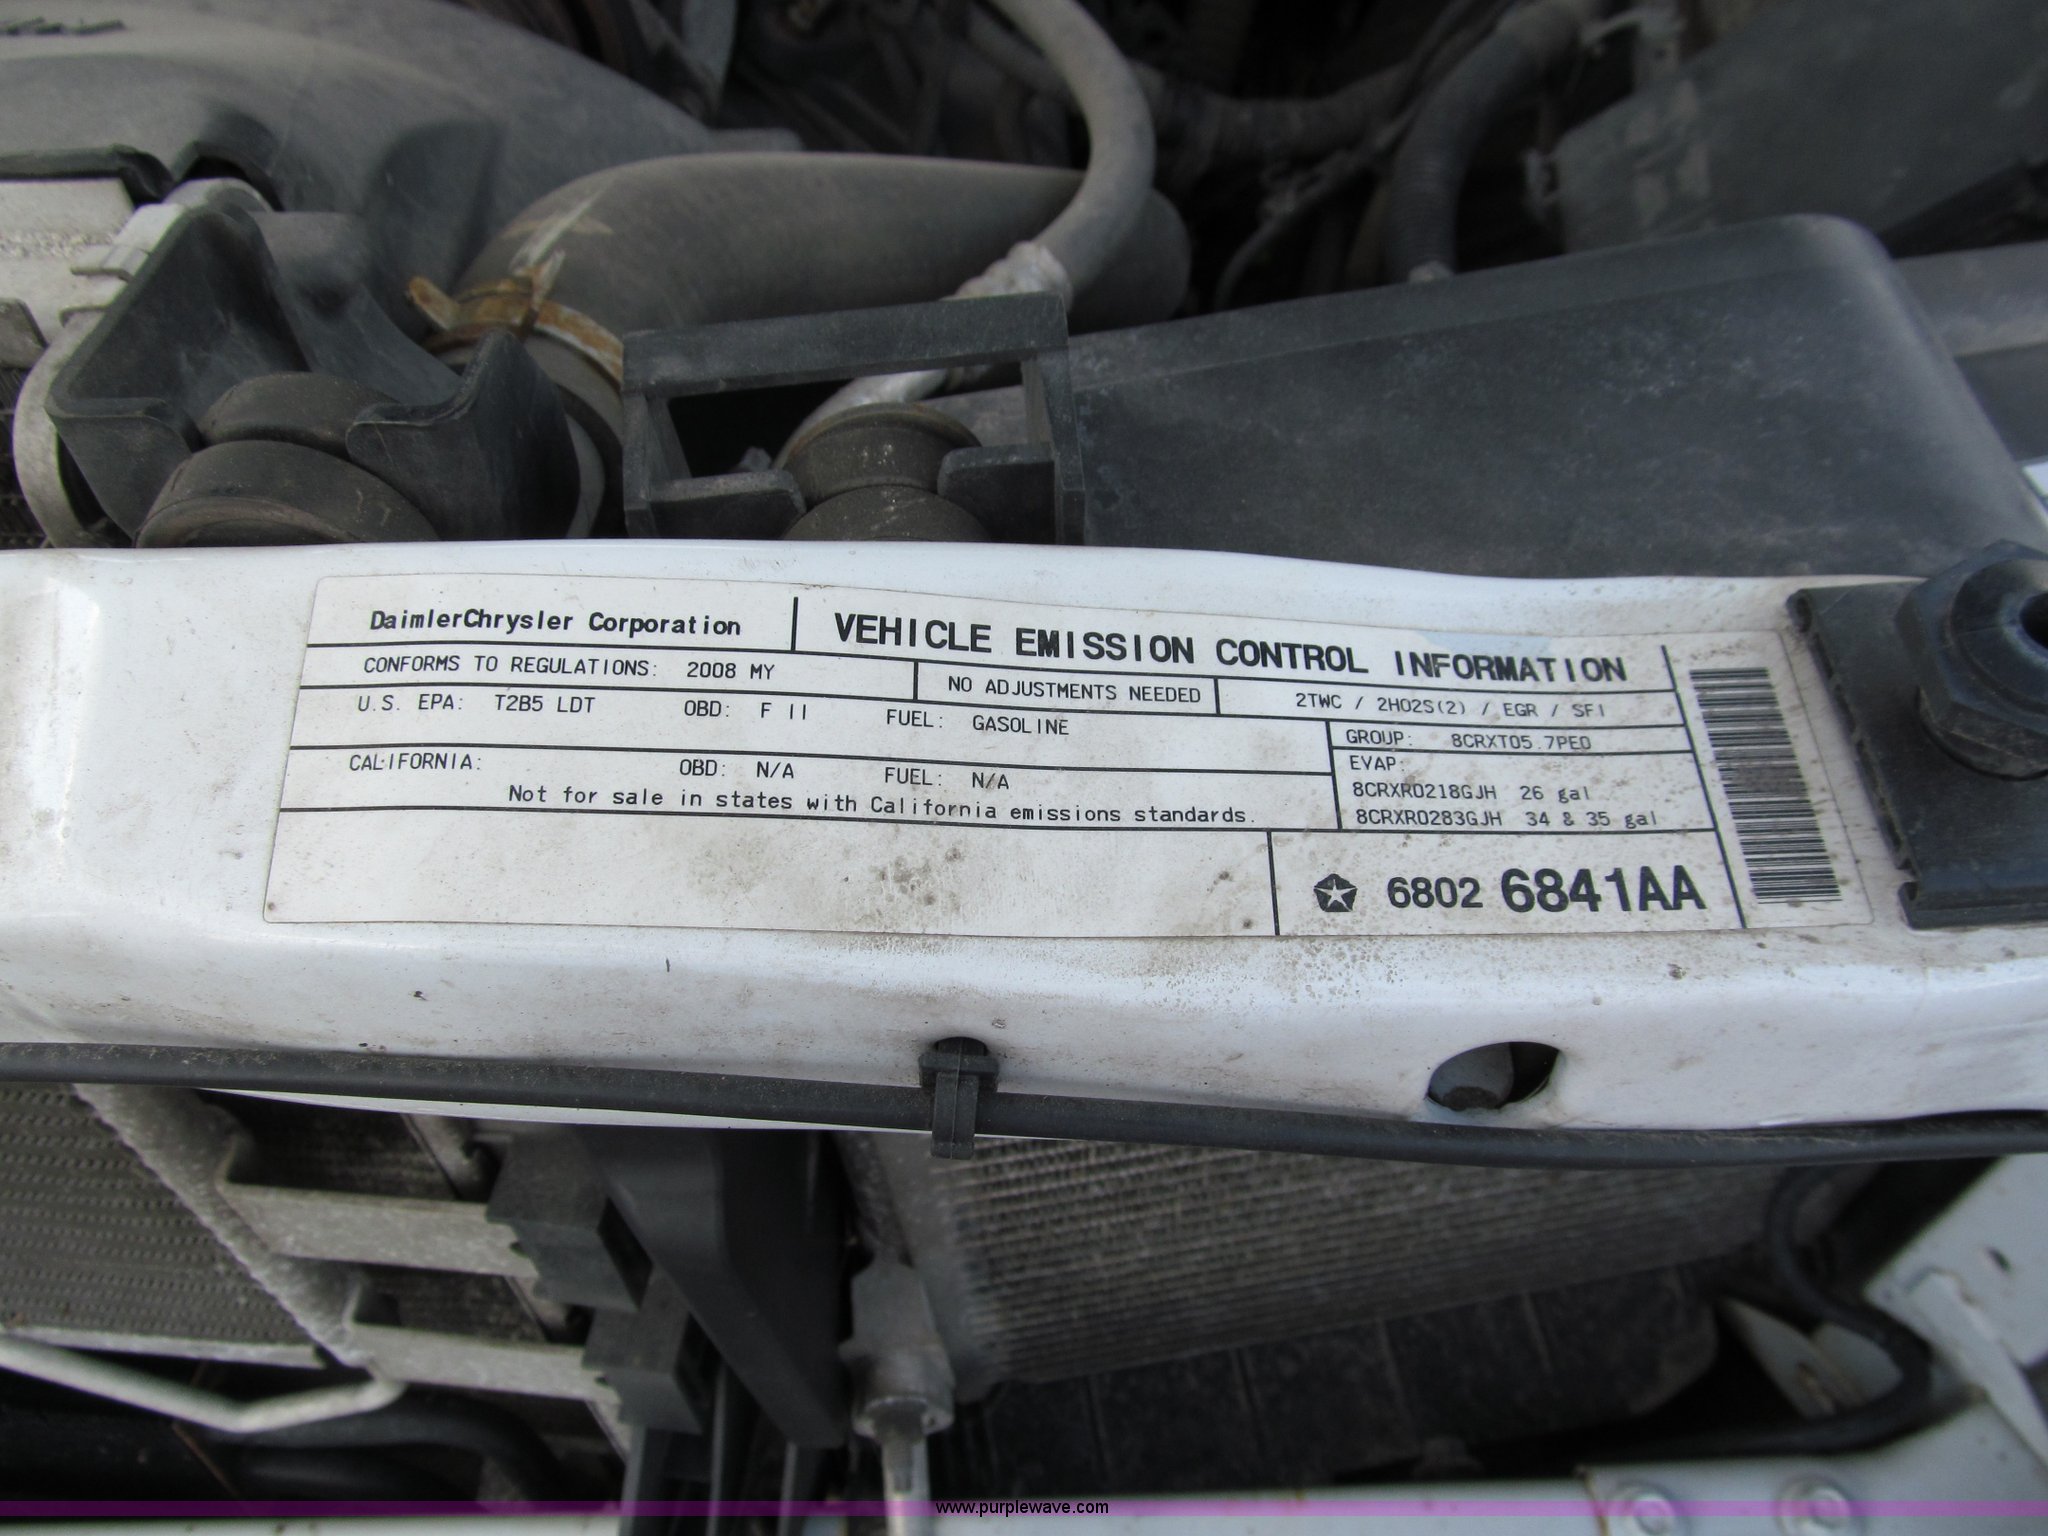 DaimlerChrysler Corporation
VEHICLE EMISSION CONTROL INFORMATION
CONFORMS TO REGULATIONS: 2008 MY
NO ADJUSTMENTS NEEDED
2TWC / 2HO2S(2) / EGR / SFI
U.S. EPA: T2B5 LDT OBD: F II FUEL: GASOLINE
GROUP: 8CRXT05.7PE0
CALIFORNIA: OBD: N/A FUEL: N/A
Not for sale in states with California emissions standards.
EVAP:
8CRXR0218GJH 26 gal
8CRXR0283GJH 34 & 35 gal
6802 6841AA
www.purplewave.com